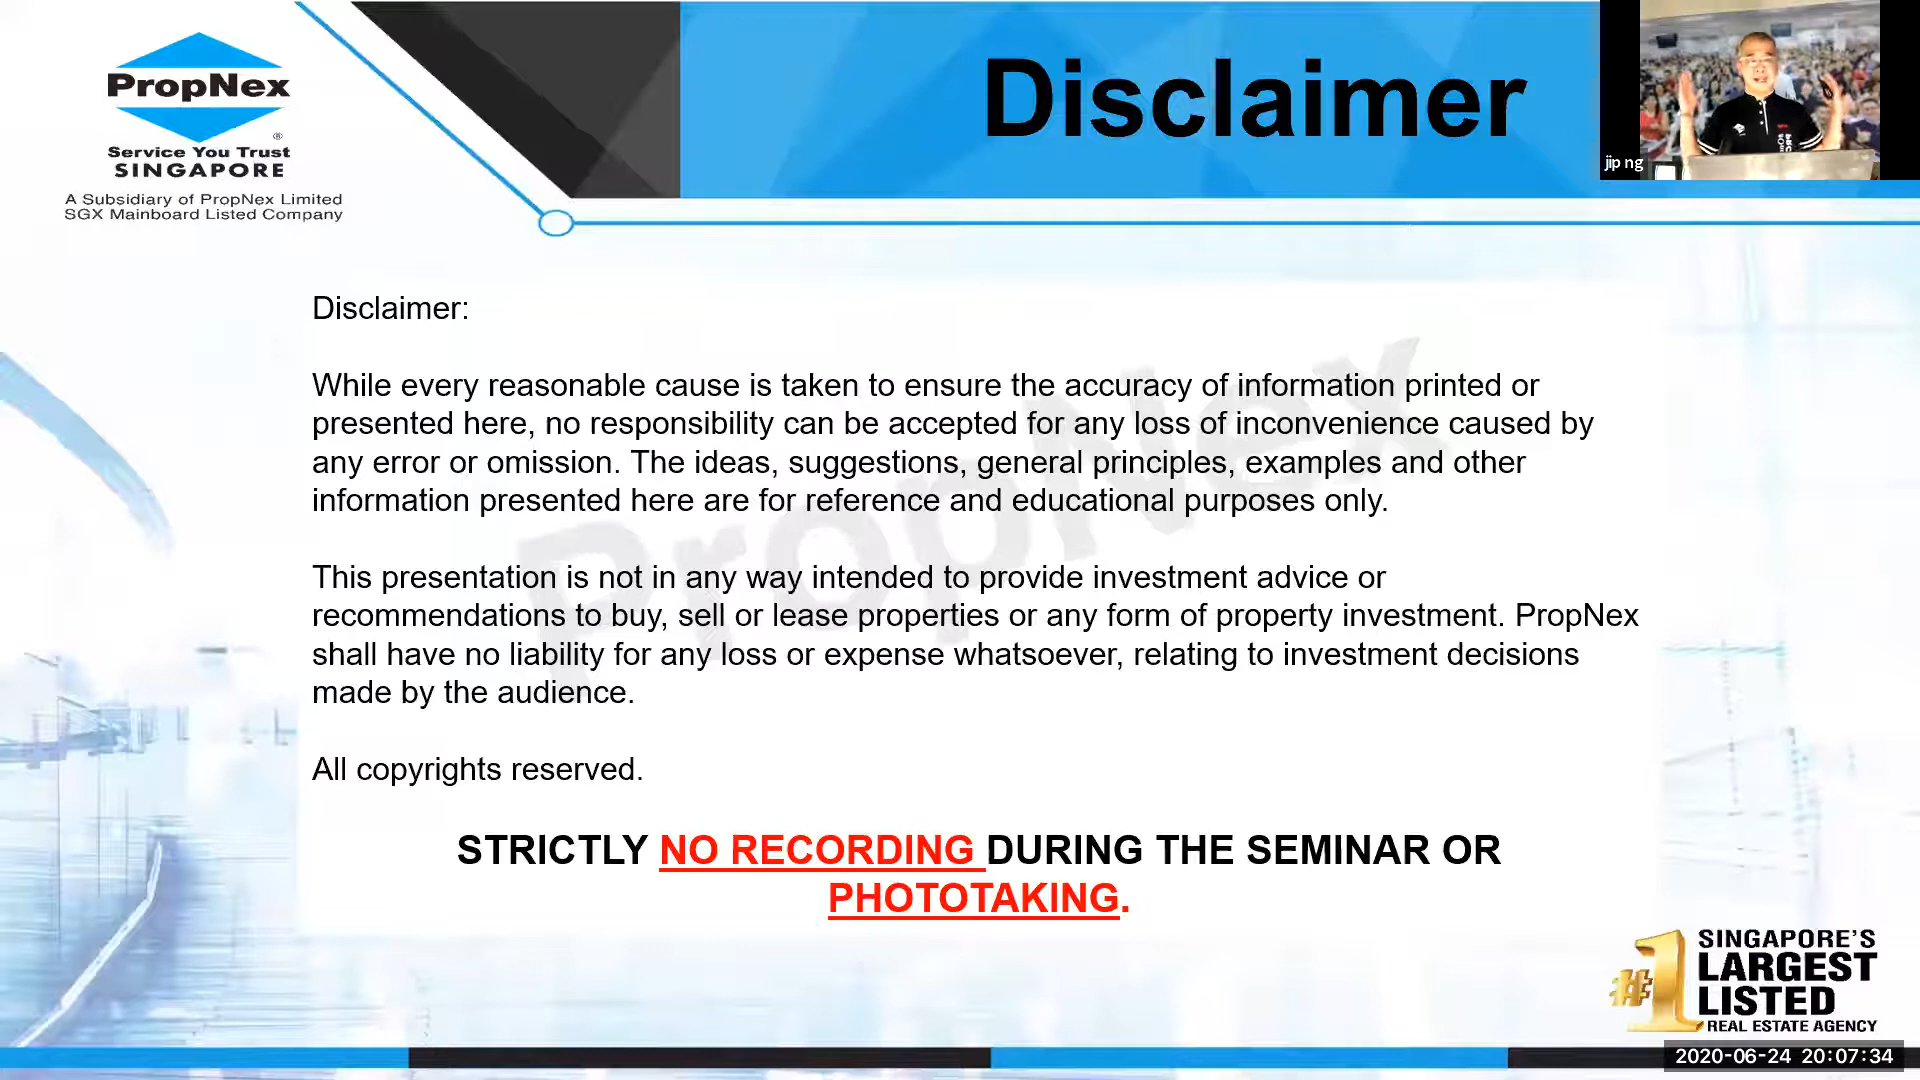 PropNex
®
Service You Trust
SINGAPORE
A Subsidiary of PropNex Limited
SGX Mainboard Listed Company
Disclaimer
jip ng
Disclaimer:
While every reasonable cause is taken to ensure the accuracy of information printed or
presented here, no responsibility can be accepted for any loss of inconvenience caused by
any error or omission. The ideas, suggestions, general principles, examples and other
information presented here are for reference and educational purposes only.
This presentation is not in any way intended to provide investment advice or
recommendations to buy, sell or lease properties or any form of property investment. PropNex
shall have no liability for any loss or expense whatsoever, relating to investment decisions
made by the audience.
All copyrights reserved.
PropNex
STRICTLY NO RECORDING DURING THE SEMINAR OR
PHOTOTAKING.
#1
SINGAPORE'S
LARGEST
LISTED
REAL ESTATE AGENCY
2020-06-24 20:07:34